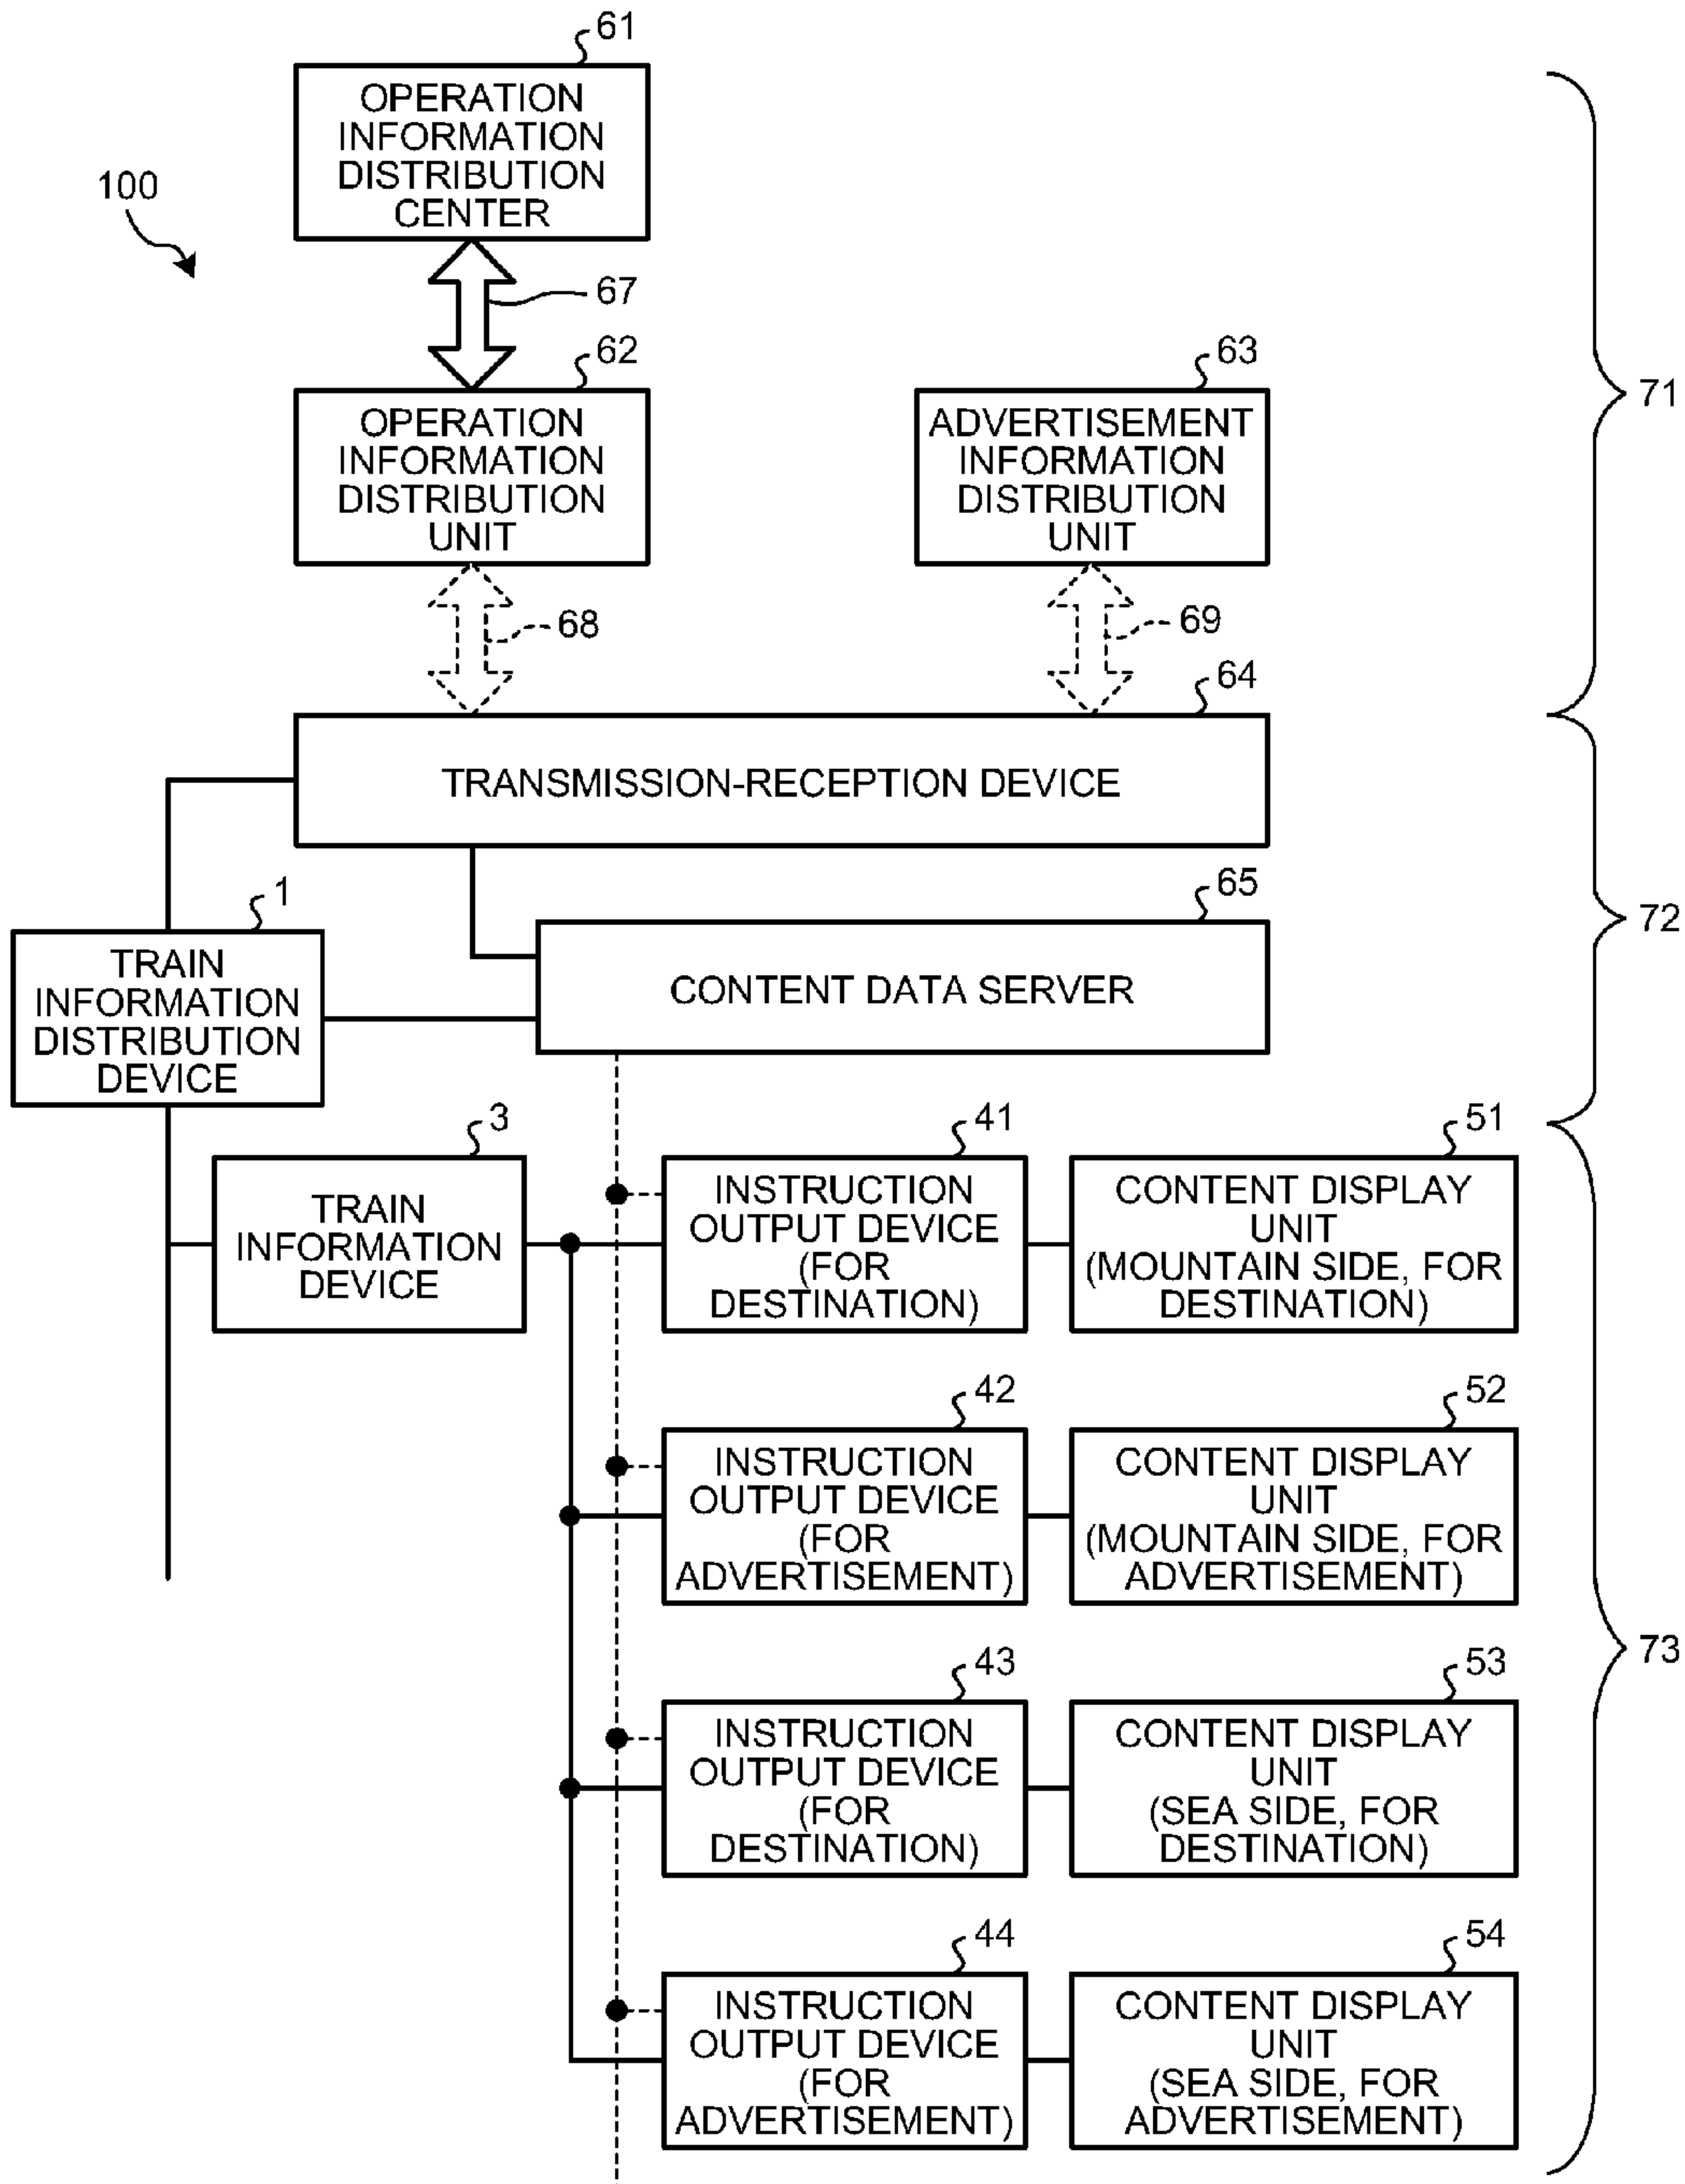 61
OPERATION
INFORMATION
DISTRIBUTION
CENTER
100
67
62
OPERATION
INFORMATION
DISTRIBUTION
UNIT
63
ADVERTISEMENT
INFORMATION
DISTRIBUTION
UNIT
71
68
69
64
TRANSMISSION-RECEPTION DEVICE
65
CONTENT DATA SERVER
72
1
TRAIN
INFORMATION
DISTRIBUTION
DEVICE
3
TRAIN
INFORMATION
DEVICE
41
INSTRUCTION
OUTPUT DEVICE
(FOR
DESTINATION)
51
CONTENT DISPLAY
UNIT
(MOUNTAIN SIDE, FOR
DESTINATION)
42
INSTRUCTION
OUTPUT DEVICE
(FOR
ADVERTISEMENT)
52
CONTENT DISPLAY
UNIT
(MOUNTAIN SIDE, FOR
ADVERTISEMENT)
73
43
INSTRUCTION
OUTPUT DEVICE
(FOR
DESTINATION)
53
CONTENT DISPLAY
UNIT
(SEA SIDE, FOR
DESTINATION)
44
INSTRUCTION
OUTPUT DEVICE
(FOR
ADVERTISEMENT)
54
CONTENT DISPLAY
UNIT
(SEA SIDE, FOR
ADVERTISEMENT)